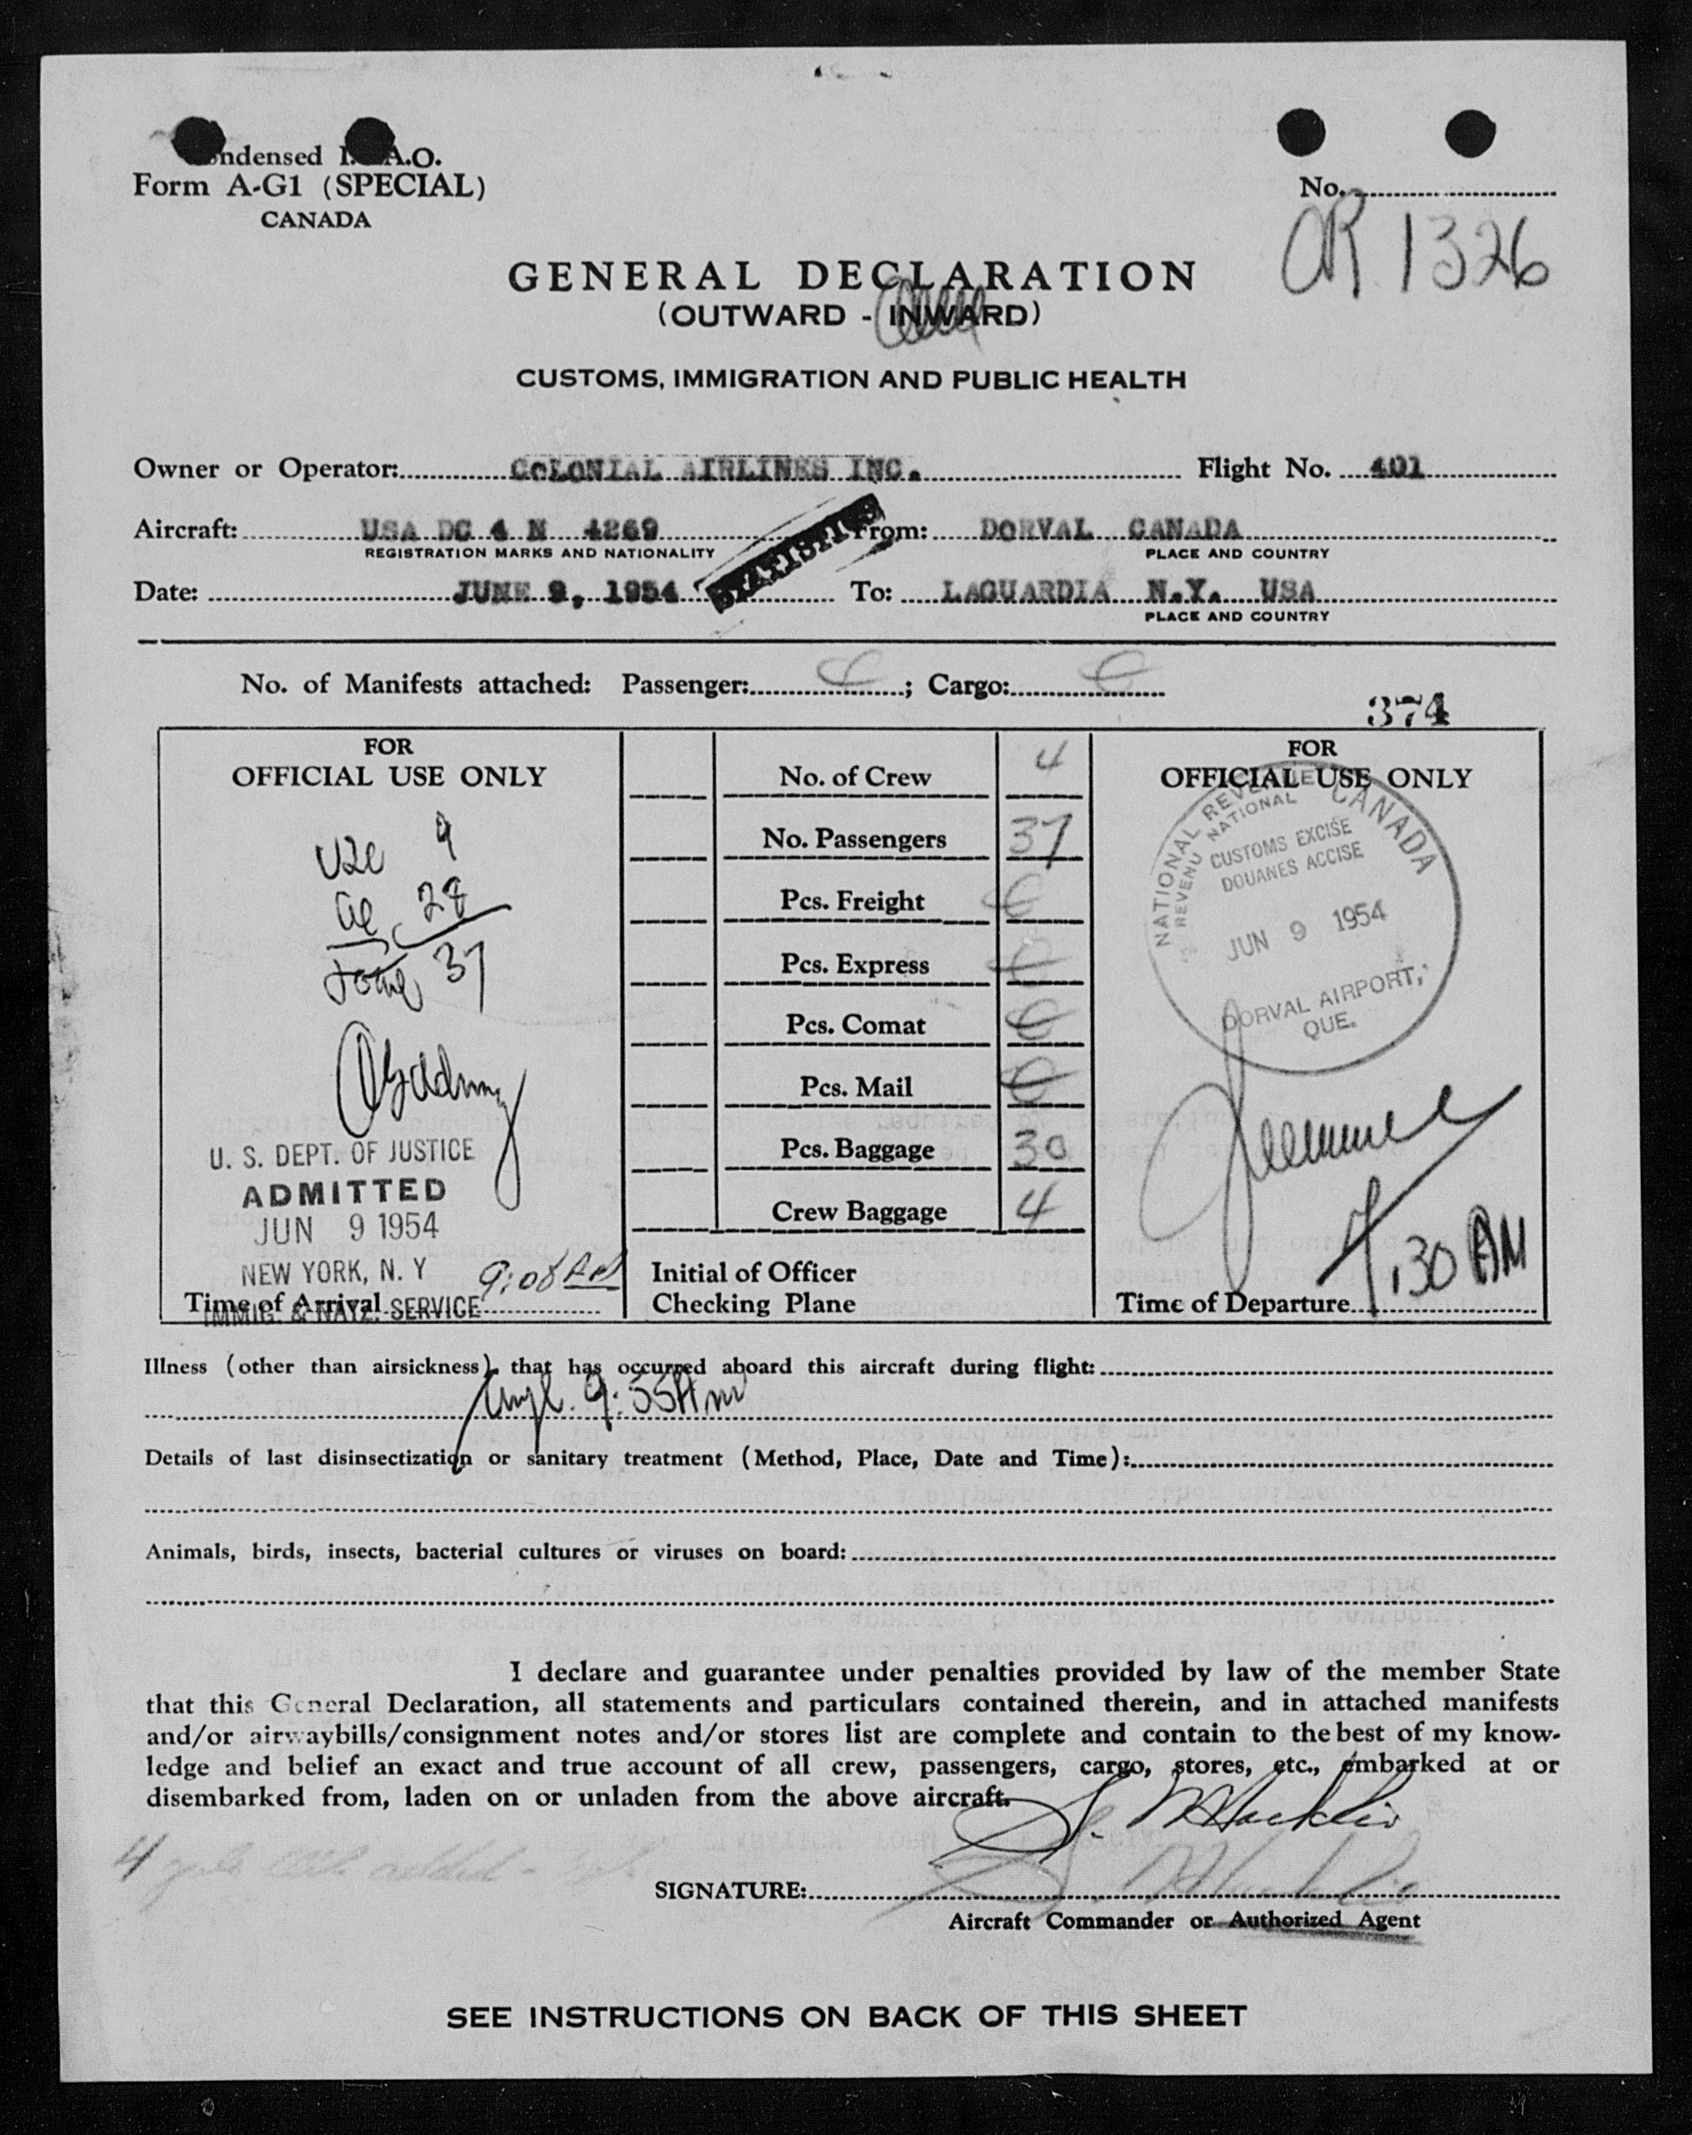 Condensed I.C.A.O.
Form A-G1 (SPECIAL)
CANADA
No.
AR 1326
GENERAL DECLARATION
(OUTWARD - INWARD)
CUSTOMS, IMMIGRATION AND PUBLIC HEALTH
Owner or Operator: COLONIAL AIRLINES INC. Flight No. 401
Aircraft: USA DC 4 N 4269 From: DORVAL CANADA
REGISTRATION MARKS AND NATIONALITY PLACE AND COUNTRY
STATISTICS
Date: JUNE 9, 1954 To: LAGUARDIA N.Y. USA
PLACE AND COUNTRY
No. of Manifests attached: Passenger: ; Cargo:
374
FOR
OFFICIAL USE ONLY
USC 9
28
37
U. S. DEPT. OF JUSTICE
ADMITTED
JUN 9 1954
NEW YORK, N. Y
IMMIG. & NATZ. SERVICE
Time of Arrival 9:08 AM
No. of Crew 4
No. Passengers 37
Pcs. Freight
Pcs. Express
Pcs. Comat
Pcs. Mail
Pcs. Baggage 30
Crew Baggage 4
Initial of Officer
Checking Plane
FOR
OFFICIAL USE ONLY
NATIONAL REVENUE CANADA
REVENU NATIONAL
CUSTOMS EXCISE
DOUANES ACCISE
JUN 9 1954
DORVAL AIRPORT,
QUE.
Time of Departure 7:30 AM
Illness (other than airsickness), that has occurred aboard this aircraft during flight:
9:55 Am
Details of last disinsectization or sanitary treatment (Method, Place, Date and Time):
Animals, birds, insects, bacterial cultures or viruses on board:
I declare and guarantee under penalties provided by law of the member State
that this General Declaration, all statements and particulars contained therein, and in attached manifests
and/or airwaybills/consignment notes and/or stores list are complete and contain to the best of my know-
ledge and belief an exact and true account of all crew, passengers, cargo, stores, etc., embarked at or
disembarked from, laden on or unladen from the above aircraft.
4
SIGNATURE:
Aircraft Commander or Authorized Agent
SEE INSTRUCTIONS ON BACK OF THIS SHEET